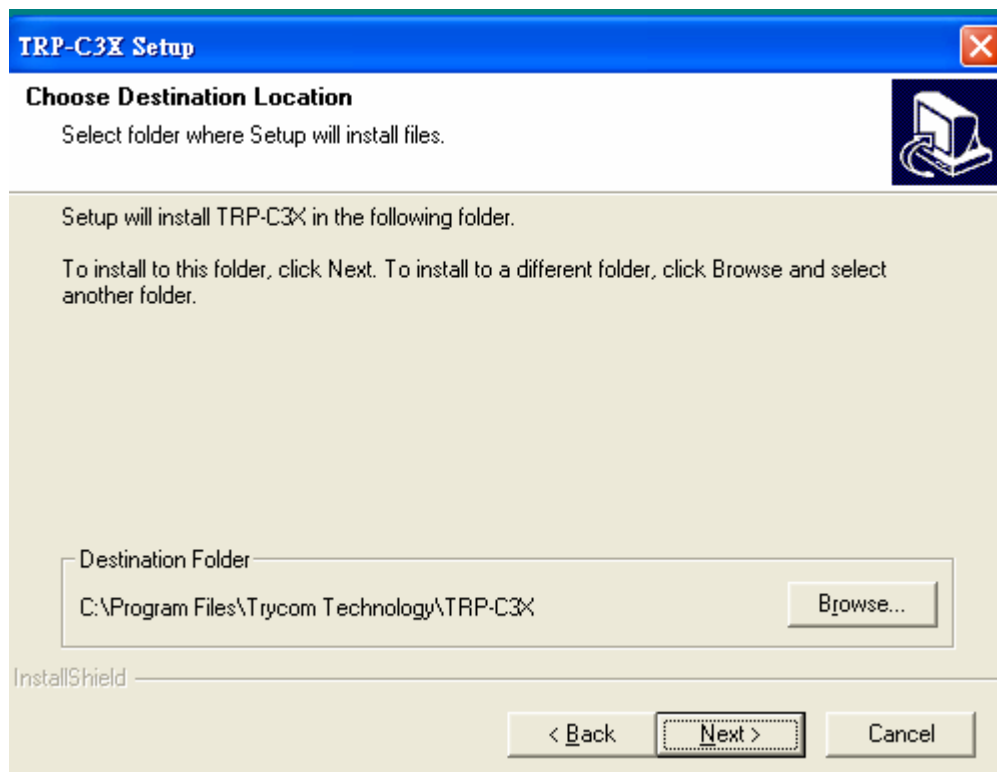 TRP-C3X Setup
Choose Destination Location
Select folder where Setup will install files.
Setup will install TRP-C3X in the following folder.
To install to this folder, click Next. To install to a different folder, click Browse and select
another folder.
Destination Folder
C:\Program Files\Trycom Technology\TRP-C3X
Browse...
InstallShield
< Back
Next >
Cancel